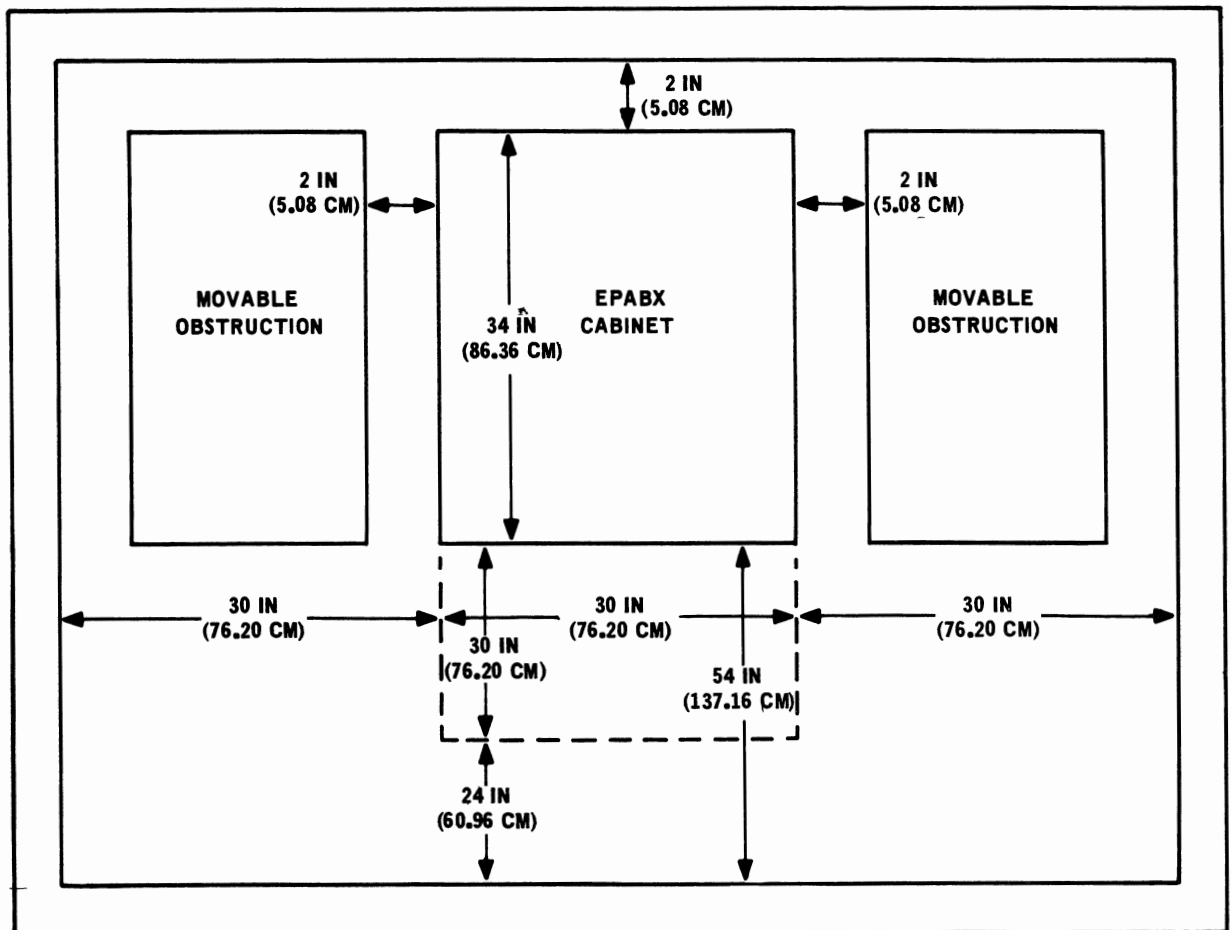 2 IN
(5.08 CM)
2 IN
(5.08 CM)
2 IN
(5.08 CM)
MOVABLE
OBSTRUCTION
EPABX
CABINET
MOVABLE
OBSTRUCTION
34 IN
(86.36 CM)
30 IN
(76.20 CM)
30 IN
(76.20 CM)
30 IN
(76.20 CM)
30 IN
(76.20 CM)
54 IN
(137.16 CM)
24 IN
(60.96 CM)